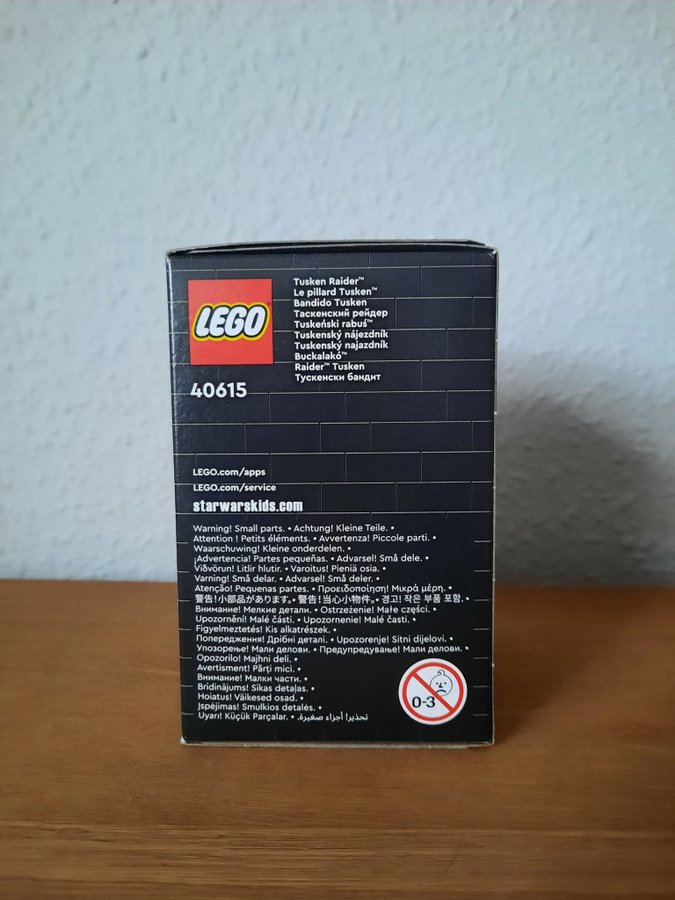 LEGO
Tusken Raider™
Le pillard Tusken™
Bandido Tusken
Таскенский рейдер
Tuskeński rabuś™
Tuskenský nájezdník
Tuskenský najazdník
Buckalakó™
Raider™ Tusken
Тускенски бандит
40615
LEGO.com/apps
LEGO.com/service
starwarskids.com
Warning! Small parts. • Achtung! Kleine Teile. •
Attention ! Petits éléments. • Avvertenza! Piccole parti. •
Waarschuwing! Kleine onderdelen. •
¡Advertencia! Partes pequeñas. • Advarsel! Små dele. •
Viðvörun! Litlir hlutir. • Varoitus! Pieniä osia. •
Varning! Små delar. • Advarsel! Små deler. •
Atenção! Pequenas partes. • Προειδοποίηση! Μικρά μέρη. •
警告!小部品があります。• 警告!当心小物件。• 경고! 작은 부품 포함. •
Внимание! Мелкие детали. • Ostrzeżenie! Małe części. •
Upozornění! Malé části. • Upozornenie! Malé časti. •
Figyelmeztetés! Kis alkatrészek. •
Попередження! Дрібні деталі. • Upozorenje! Sitni dijelovi. •
Упозорење! Мали делови. • Предупредување! Мали делови. •
Opozorilo! Majhni deli. •
Avertisment! Părți mici. •
Внимание! Малки части. •
Brīdinājums! Sīkas detaļas. •
Hoiatus! Väikesed osad. •
Įspėjimas! Smulkios detalės. •
Uyarı! Küçük Parçalar. • تحذير! أجزاء صغيرة.
0-3